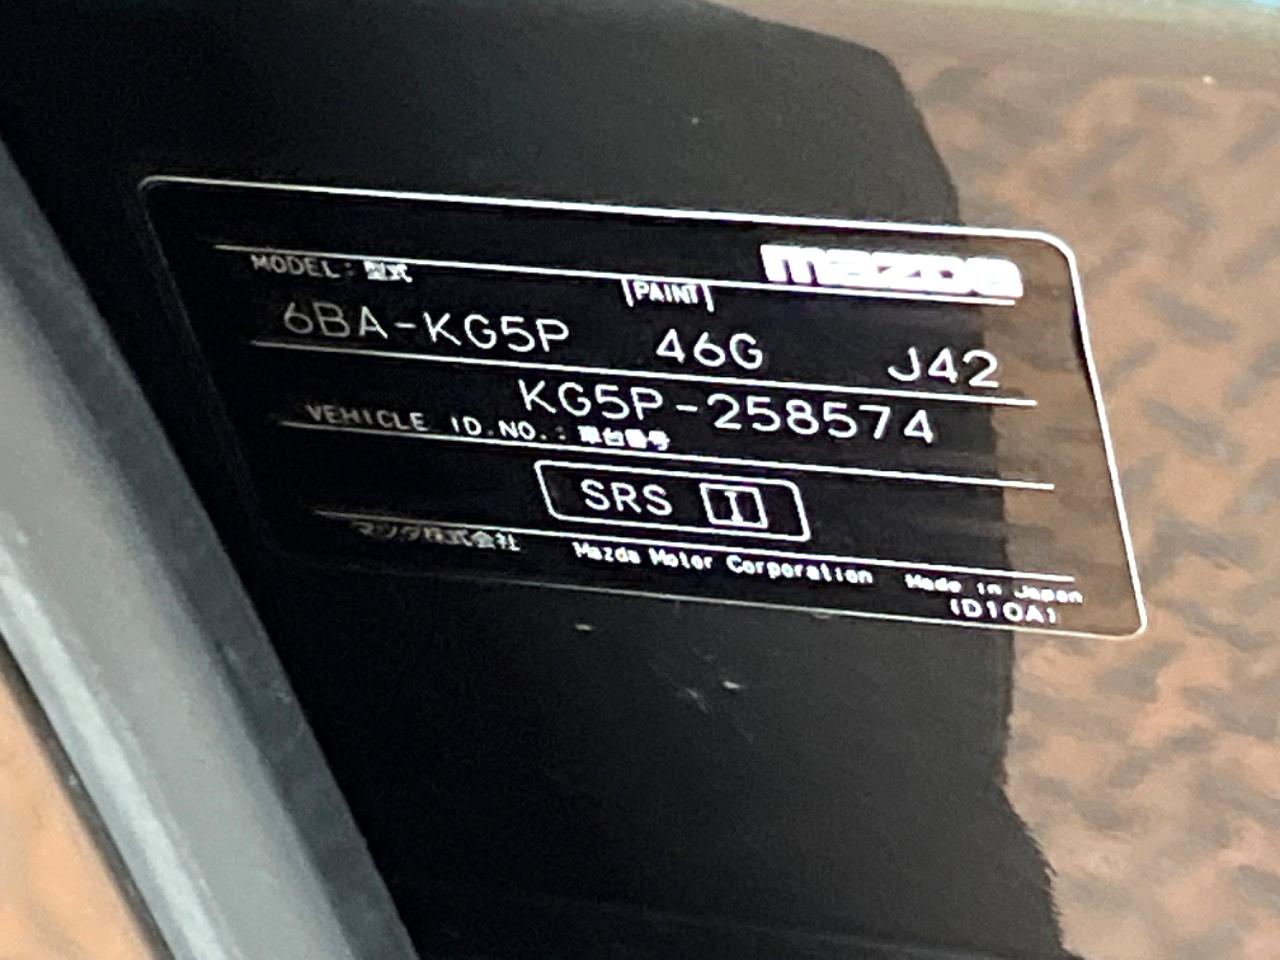 mazda
MODEL: 型式
PAINT
6BA-KG5P 46G J42
KG5P-258574
VEHICLE ID.NO.: 車台番号
SRS I
マツダ株式会社 Mazda Motor Corporation Made in Japan
(D10A)